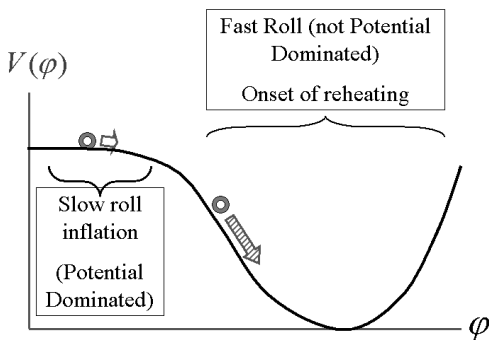 Fast Roll (not Potential
Dominated)
Onset of reheating
V(φ)
Slow roll
inflation
(Potential
Dominated)
φ